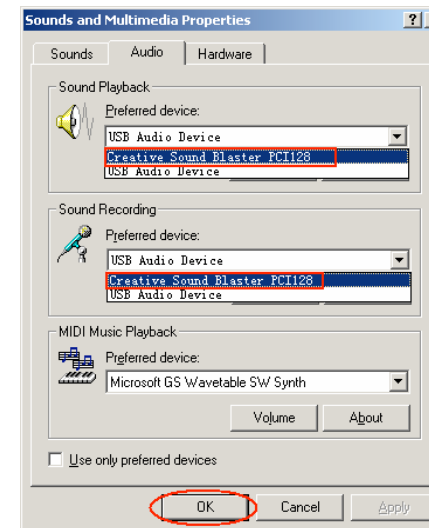 Sounds and Multimedia Properties
?
Sounds Audio Hardware
Sound Playback
Preferred device:
USB Audio Device
Creative Sound Blaster PCI128
USB Audio Device
Sound Recording
Preferred device:
USB Audio Device
Creative Sound Blaster PCI128
USB Audio Device
MIDI Music Playback
Preferred device:
Microsoft GS Wavetable SW Synth
Volume About
Use only preferred devices
OK Cancel Apply